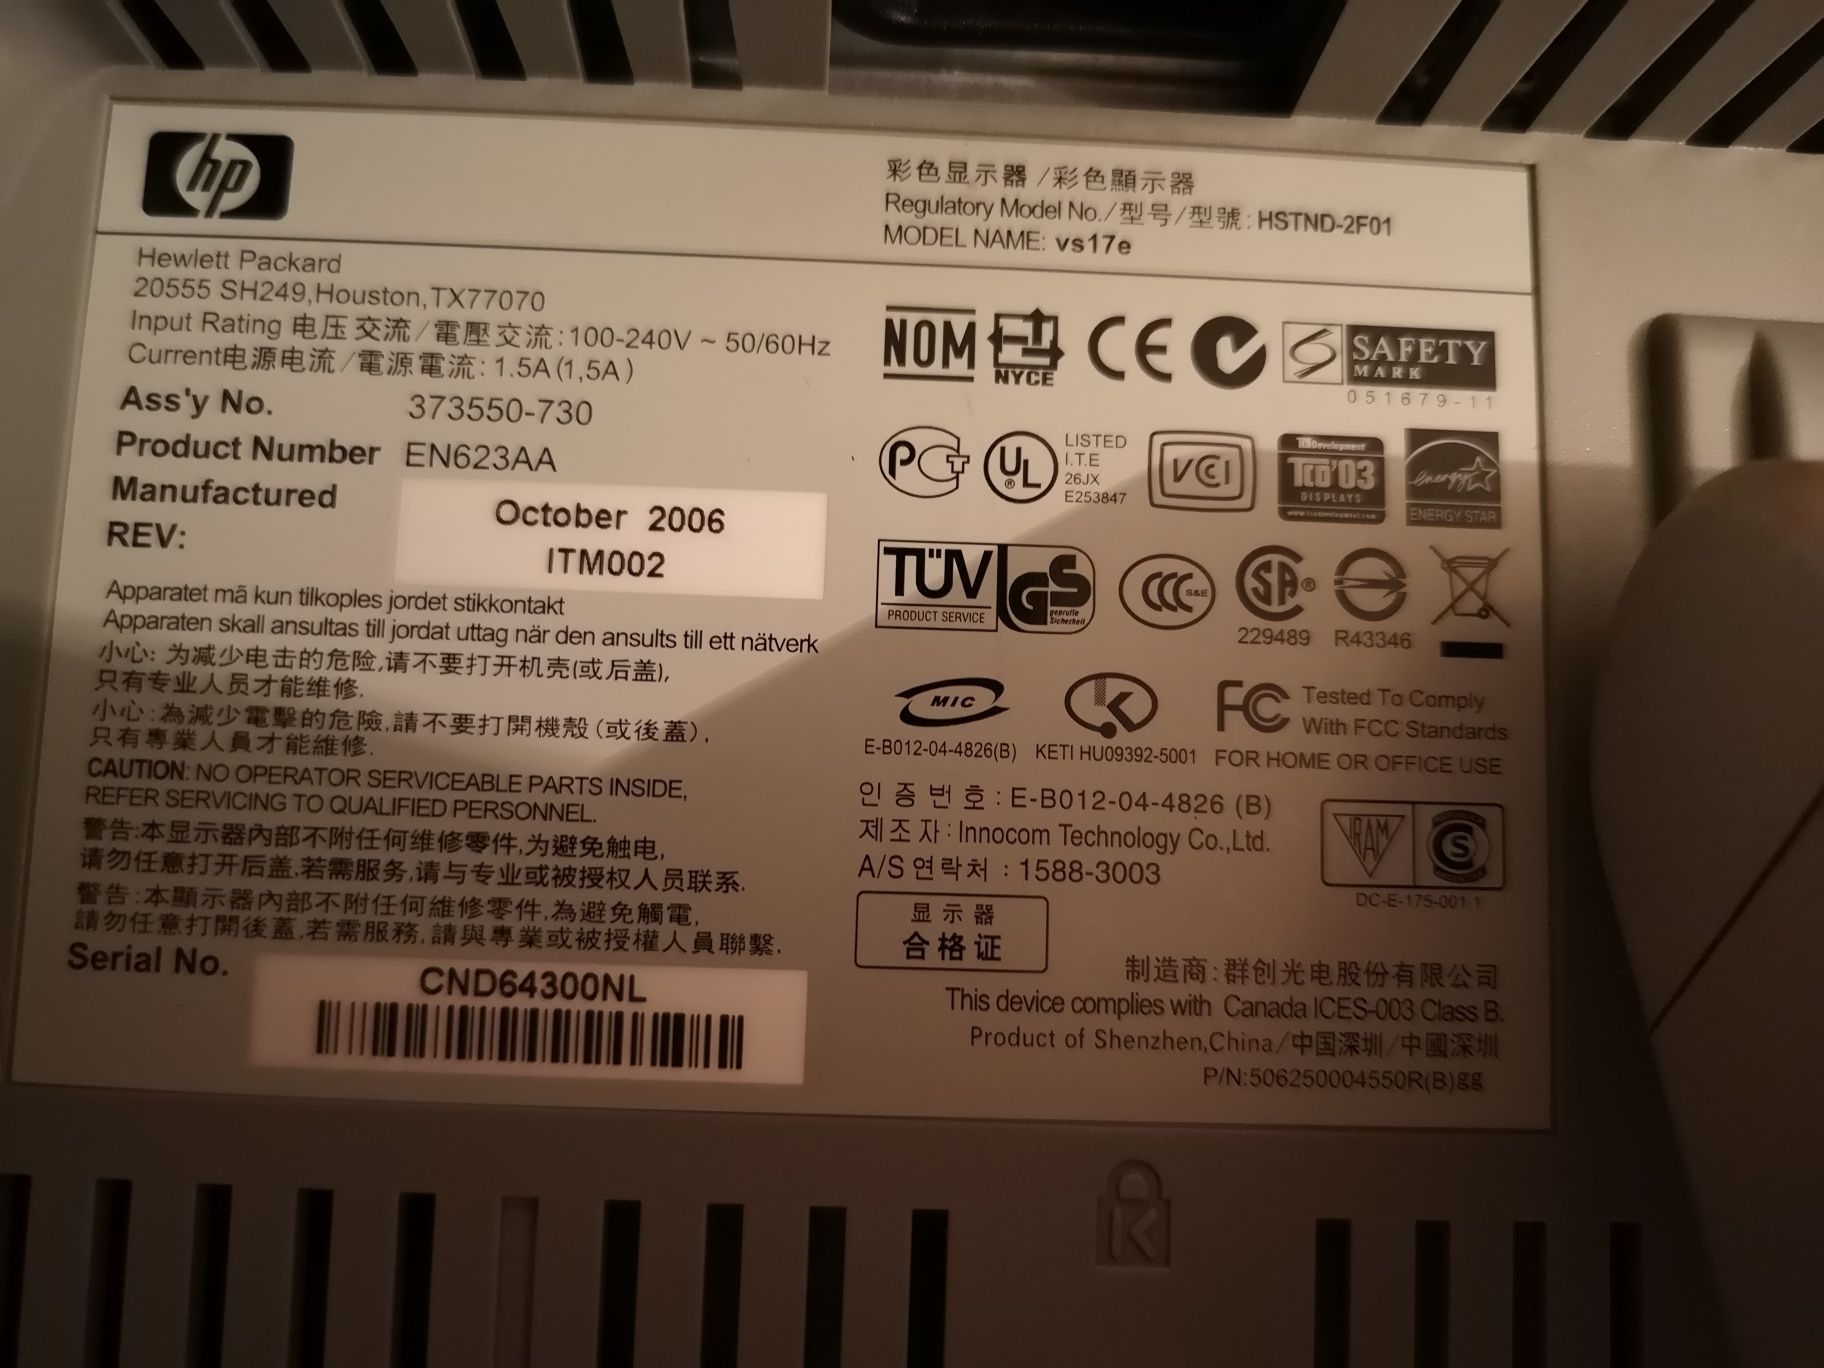 hp
彩色显示器 /彩色顯示器
Regulatory Model No./型号/型號: HSTND-2F01
MODEL NAME: vs17e
Hewlett Packard
20555 SH249,Houston,TX77070
Input Rating 电压交流/電壓交流:100-240V ~ 50/60Hz
Current电源电流/電源電流: 1.5A (1,5A)
Ass'y No. 373550-730
Product Number EN623AA
Manufactured October 2006
REV: ITM002
Apparatet mã kun tilkoples jordet stikkontakt
Apparaten skall ansultas till jordat uttag när den ansults till ett nätverk
小心: 为减少电击的危险,请不要打开机壳(或后盖),
只有专业人员才能维修.
小心:為減少電擊的危險,請不要打開機殼(或後蓋),
只有專業人員才能維修.
CAUTION: NO OPERATOR SERVICEABLE PARTS INSIDE,
REFER SERVICING TO QUALIFIED PERSONNEL.
警告:本显示器內部不附任何维修零件,为避免触电,
请勿任意打开后盖,若需服务,请与专业或被授权人员联系.
警告:本顯示器內部不附任何維修零件,為避免觸電,
請勿任意打開後蓋,若需服務,請與專業或被授權人員聯繫.
Serial No. CND64300NL
NOM
NYCE
CE
SAFETY
MARK
051679-11
PCT
UL
LISTED
I.T.E
26JX
E253847
VCI
TCO Development
TCO'03
DISPLAYS
www.tcodevelopment.com
energy
ENERGY STAR
TÜV
PRODUCT SERVICE
GS
geprüfte
Sicherheit
CCC
S&E
SA
229489
R43346
MIC
E-B012-04-4826(B)
K
KETI HU09392-5001
FC
Tested To Comply
With FCC Standards
FOR HOME OR OFFICE USE
인증번호: E-B012-04-4826 (B)
제조자: Innocom Technology Co.,Ltd.
A/S연락처 : 1588-3003
IRAM
S
DC-E-175-001.1
显示器
合格证
制造商:群创光电股份有限公司
This device complies with Canada ICES-003 Class B.
Product of Shenzhen,China/中国深圳/中國深圳
P/N:506250004550R(B)gg
K